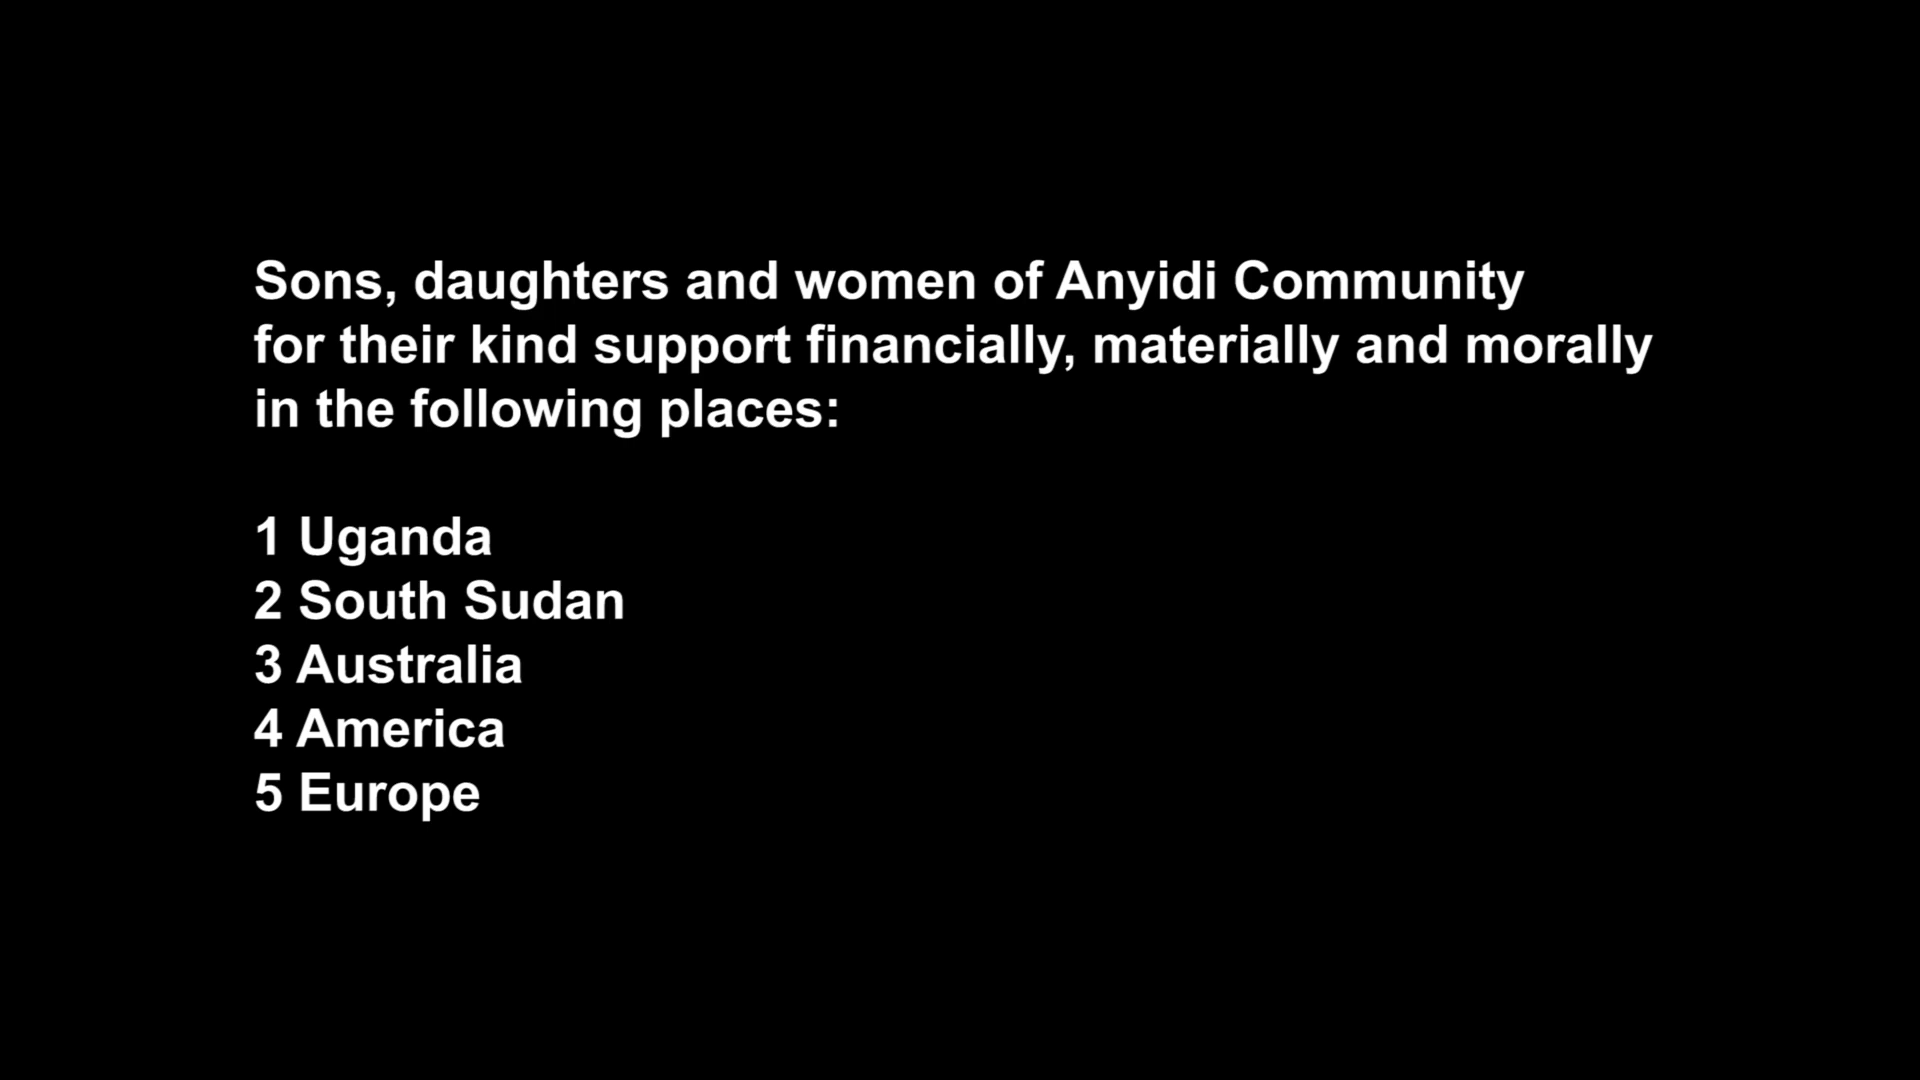 Sons, daughters and women of Anyidi Community
for their kind support financially, materially and morally
in the following places:
1 Uganda
2 South Sudan
3 Australia
4 America
5 Europe